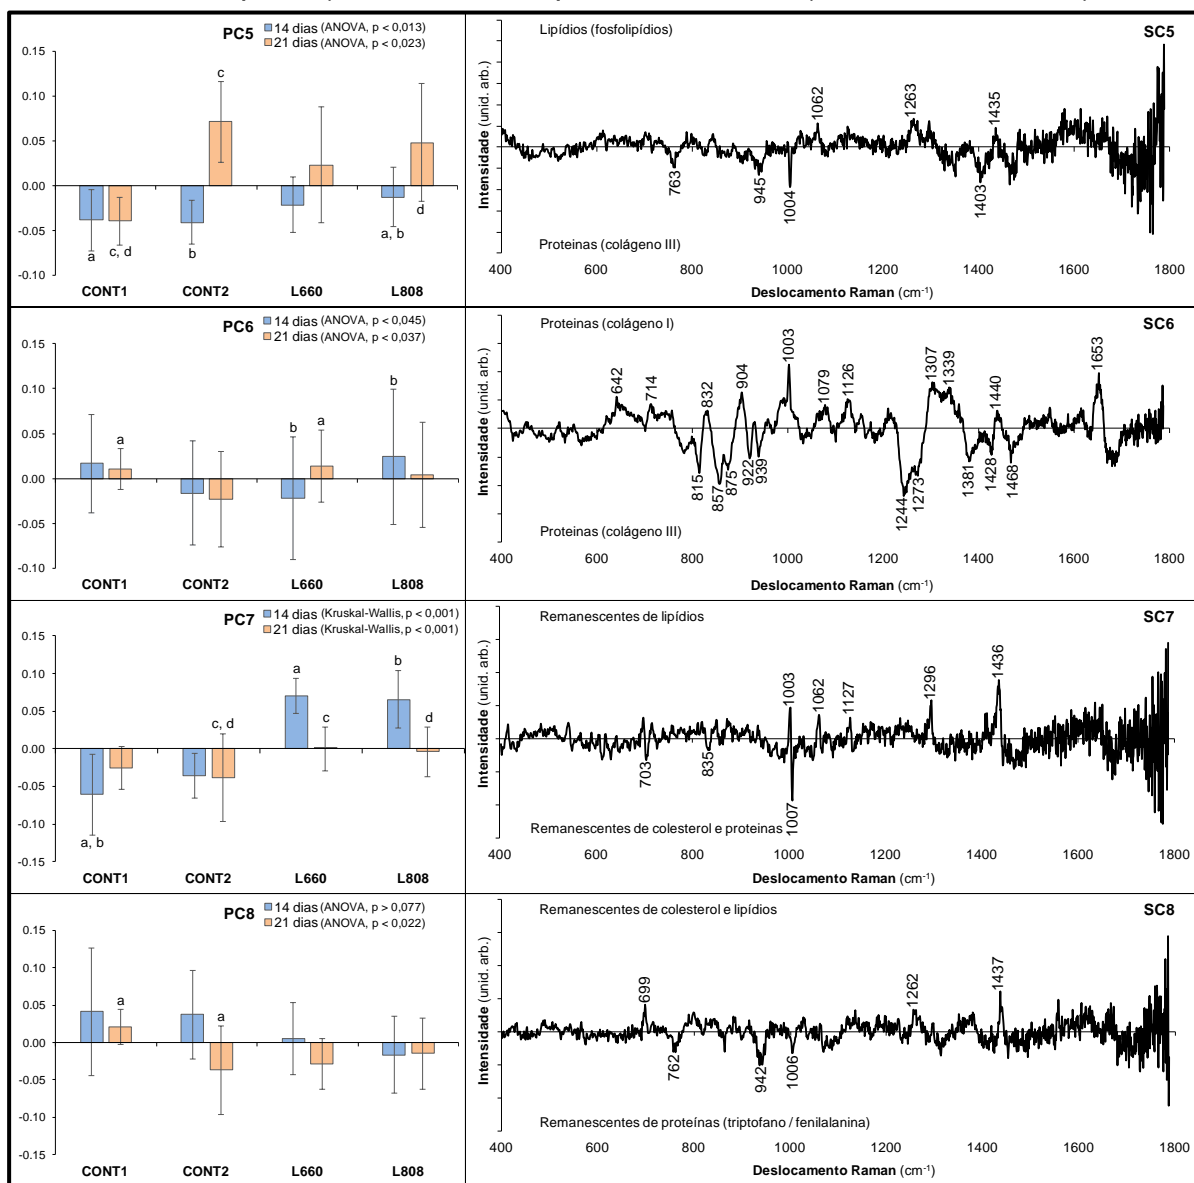 PC5
14 dias (ANOVA, p < 0,013)
21 dias (ANOVA, p < 0,023)
0.15
0.10
0.05
0.00
-0.05
-0.10
a
c, d
b
c
a, b
d
CONT1 CONT2 L660 L808
Lipídios (fosfolipídios)
SC5
Intensidade (unid. arb.)
763
945
1004
1062
1263
1403
1435
Proteinas (colágeno III)
400 600 800 1000 1200 1400 1600 1800
Deslocamento Raman (cm-1)
PC6
14 dias (ANOVA, p < 0,045)
21 dias (ANOVA, p < 0,037)
0.15
0.10
0.05
0.00
-0.05
-0.10
a
b
a
b
CONT1 CONT2 L660 L808
Proteinas (colágeno I)
SC6
Intensidade (unid. arb.)
642
714
815
832
857
875
904
922
939
1003
1079
1126
1244
1273
1307
1339
1381
1428
1440
1468
1653
Proteinas (colágeno III)
400 600 800 1000 1200 1400 1600 1800
Deslocamento Raman (cm-1)
PC7
14 dias (Kruskal-Wallis, p < 0,001)
21 dias (Kruskal-Wallis, p < 0,001)
0.15
0.10
0.05
0.00
-0.05
-0.10
-0.15
a, b
c, d
a
c
b
d
CONT1 CONT2 L660 L808
Remanescentes de lipídios
SC7
Intensidade (unid. arb.)
703
835
1003
1007
1062
1127
1296
1436
Remanescentes de colesterol e proteinas
400 600 800 1000 1200 1400 1600 1800
Deslocamento Raman (cm-1)
PC8
14 dias (ANOVA, p > 0,077)
21 dias (ANOVA, p < 0,022)
0.15
0.10
0.05
0.00
-0.05
-0.10
-0.15
a
a
CONT1 CONT2 L660 L808
Remanescentes de colesterol e lipídios
SC8
Intensidade (unid. arb.)
699
762
942
1006
1262
1437
Remanescentes de proteínas (triptofano / fenilalanina)
400 600 800 1000 1200 1400 1600 1800
Deslocamento Raman (cm-1)